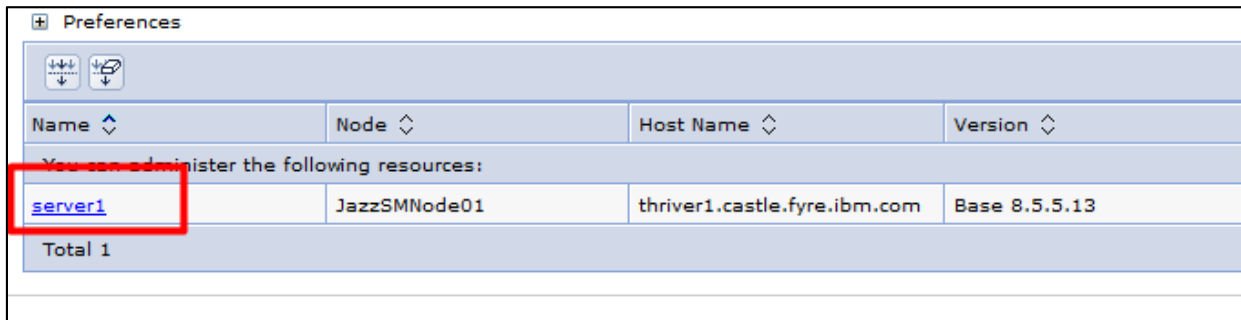 Preferences
Name Node Host Name Version
You can administer the following resources:
server1 JazzSMNode01 thriver1.castle.fyre.ibm.com Base 8.5.5.13
Total 1